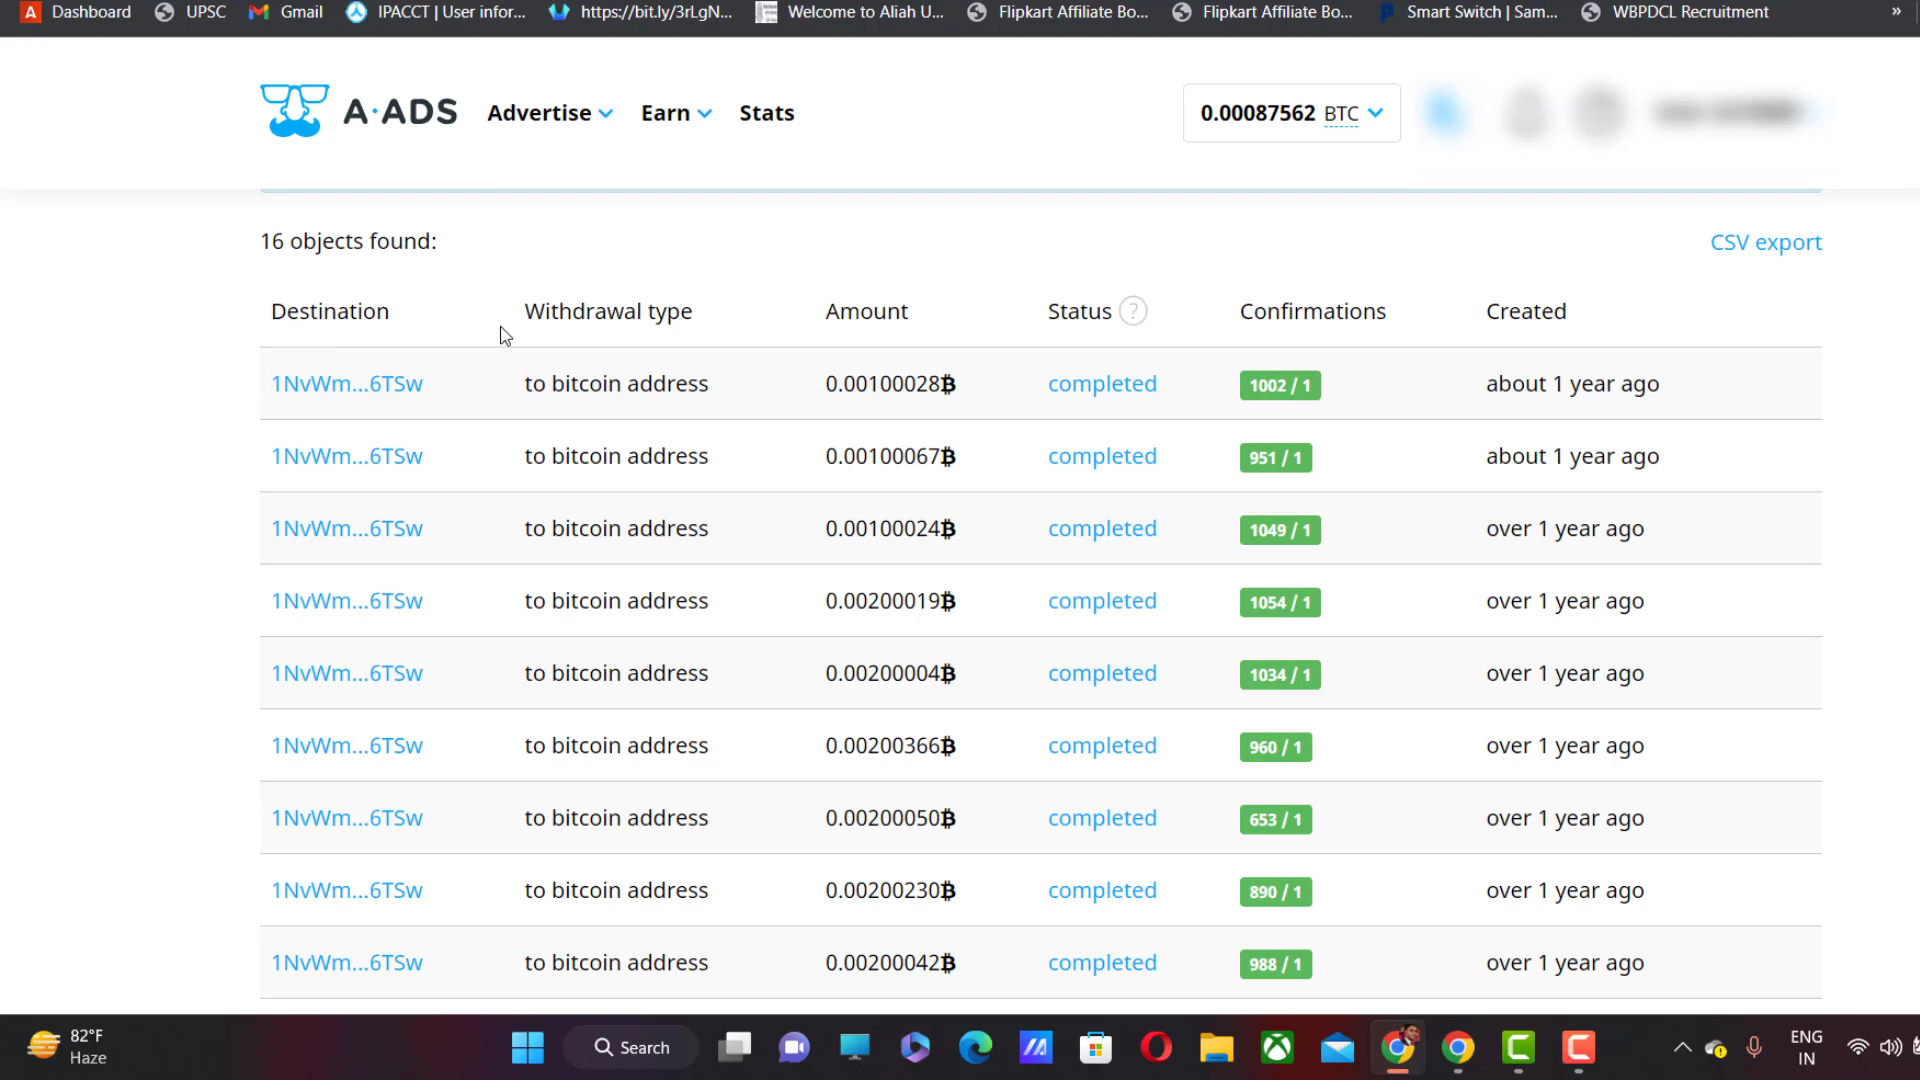 A Dashboard UPSC Gmail IPACCT | User infor... https://bit.ly/3rLgN... Welcome to Aliah U... Flipkart Affiliate Bo... Flipkart Affiliate Bo... Smart Switch | Sam... WBPDCL Recruitment »
A·ADS Advertise Earn Stats 0.00087562 BTC
16 objects found: CSV export
Destination Withdrawal type Amount Status ? Confirmations Created
1NvWm...6TSw to bitcoin address 0.00100028₿ completed 1002 / 1 about 1 year ago
1NvWm...6TSw to bitcoin address 0.00100067₿ completed 951 / 1 about 1 year ago
1NvWm...6TSw to bitcoin address 0.00100024₿ completed 1049 / 1 over 1 year ago
1NvWm...6TSw to bitcoin address 0.00200019₿ completed 1054 / 1 over 1 year ago
1NvWm...6TSw to bitcoin address 0.00200004₿ completed 1034 / 1 over 1 year ago
1NvWm...6TSw to bitcoin address 0.00200366₿ completed 960 / 1 over 1 year ago
1NvWm...6TSw to bitcoin address 0.00200050₿ completed 653 / 1 over 1 year ago
1NvWm...6TSw to bitcoin address 0.00200230₿ completed 890 / 1 over 1 year ago
1NvWm...6TSw to bitcoin address 0.00200042₿ completed 988 / 1 over 1 year ago
82°F
Haze
Search
ENG
IN